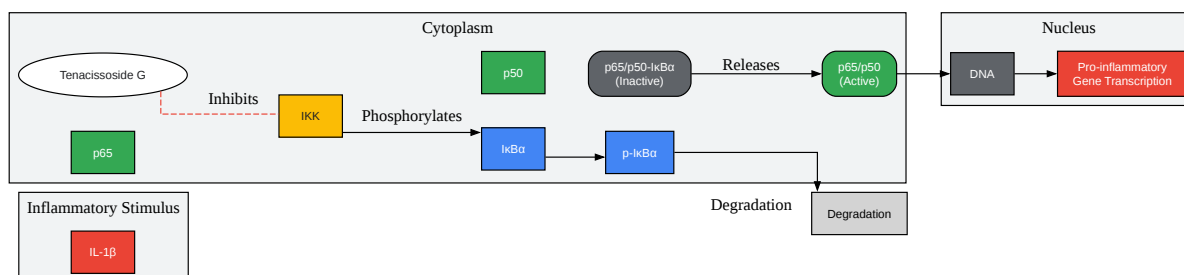 Cytoplasm
Nucleus
Tenacissoside G
Inhibits
IKK
Phosphorylates
p65
p50
IκBα
p-IκBα
p65/p50-IκBα
(Inactive)
Releases
p65/p50
(Active)
DNA
Pro-inflammatory
Gene Transcription
Degradation
Degradation
Inflammatory Stimulus
IL-1β